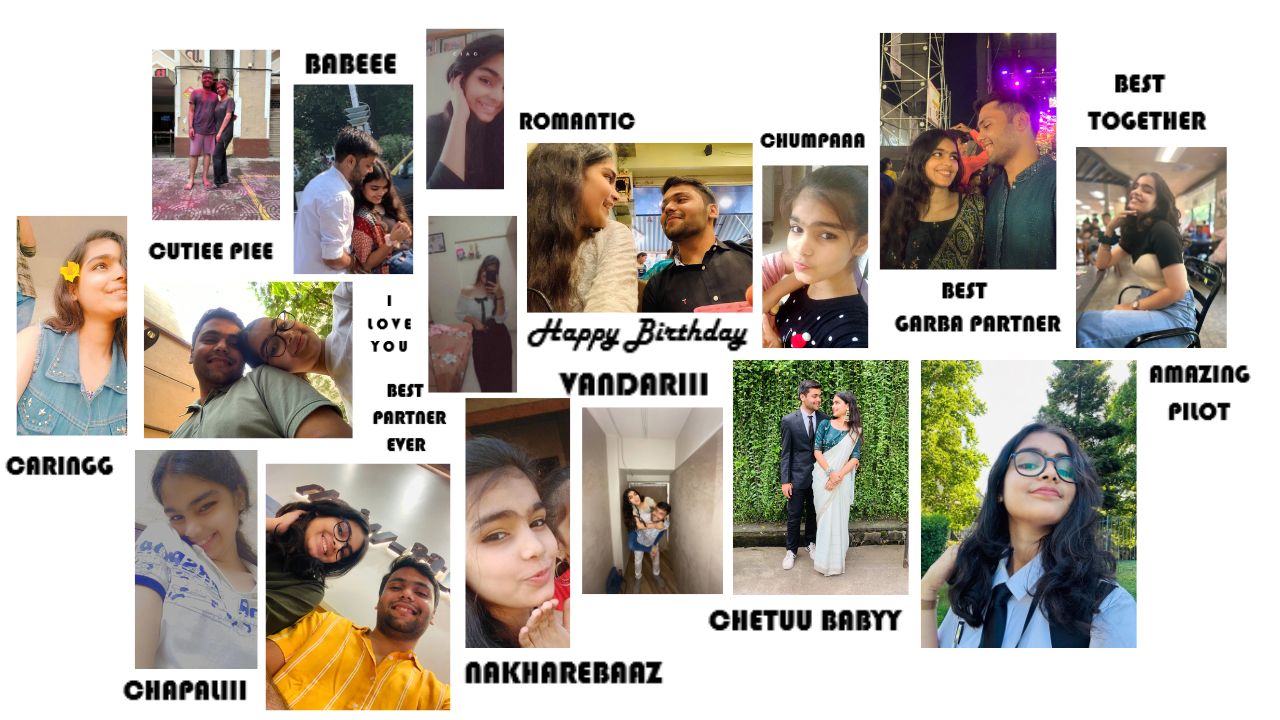 BABEEE
CIAO
ROMANTIC
CHUMPAAA
BEST
TOGETHER
CUTIEE PIEE
I
LOVE
YOU
BEST
GARBA PARTNER
Happy Birthday
VANDARIII
BEST
PARTNER
EVER
AMAZING
PILOT
CARINGG
CHETUU BABYY
NAKHAREBAAZ
CHAPALIII